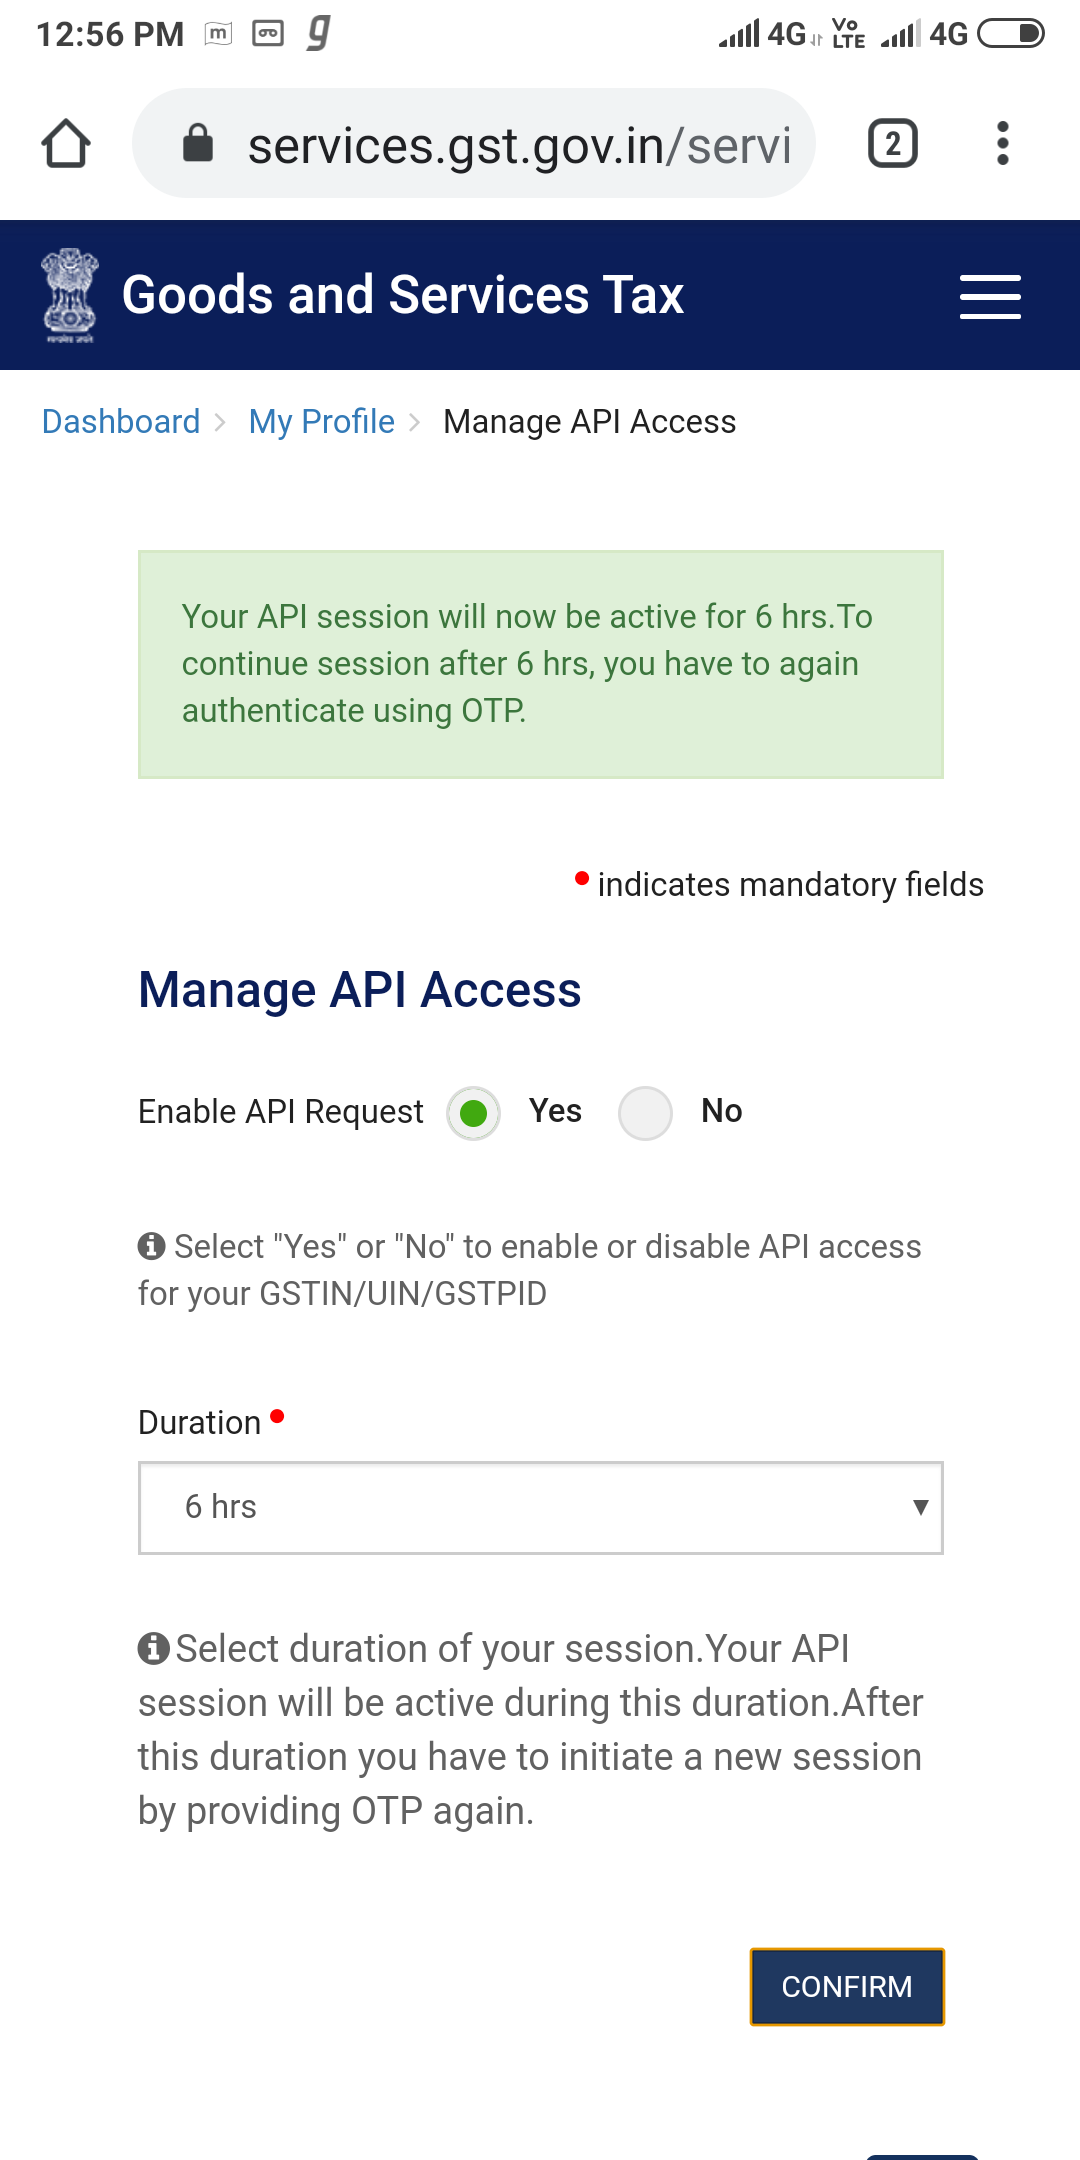 12:56 PM m g 4G Vo LTE 4G
services.gst.gov.in/servi 2
Goods and Services Tax
Dashboard My Profile Manage API Access
Your API session will now be active for 6 hrs.To
continue session after 6 hrs, you have to again
authenticate using OTP.
indicates mandatory fields
Manage API Access
Enable API Request Yes No
Select "Yes" or "No" to enable or disable API access
for your GSTIN/UIN/GSTPID
Duration
6 hrs
Select duration of your session.Your API
session will be active during this duration.After
this duration you have to initiate a new session
by providing OTP again.
CONFIRM